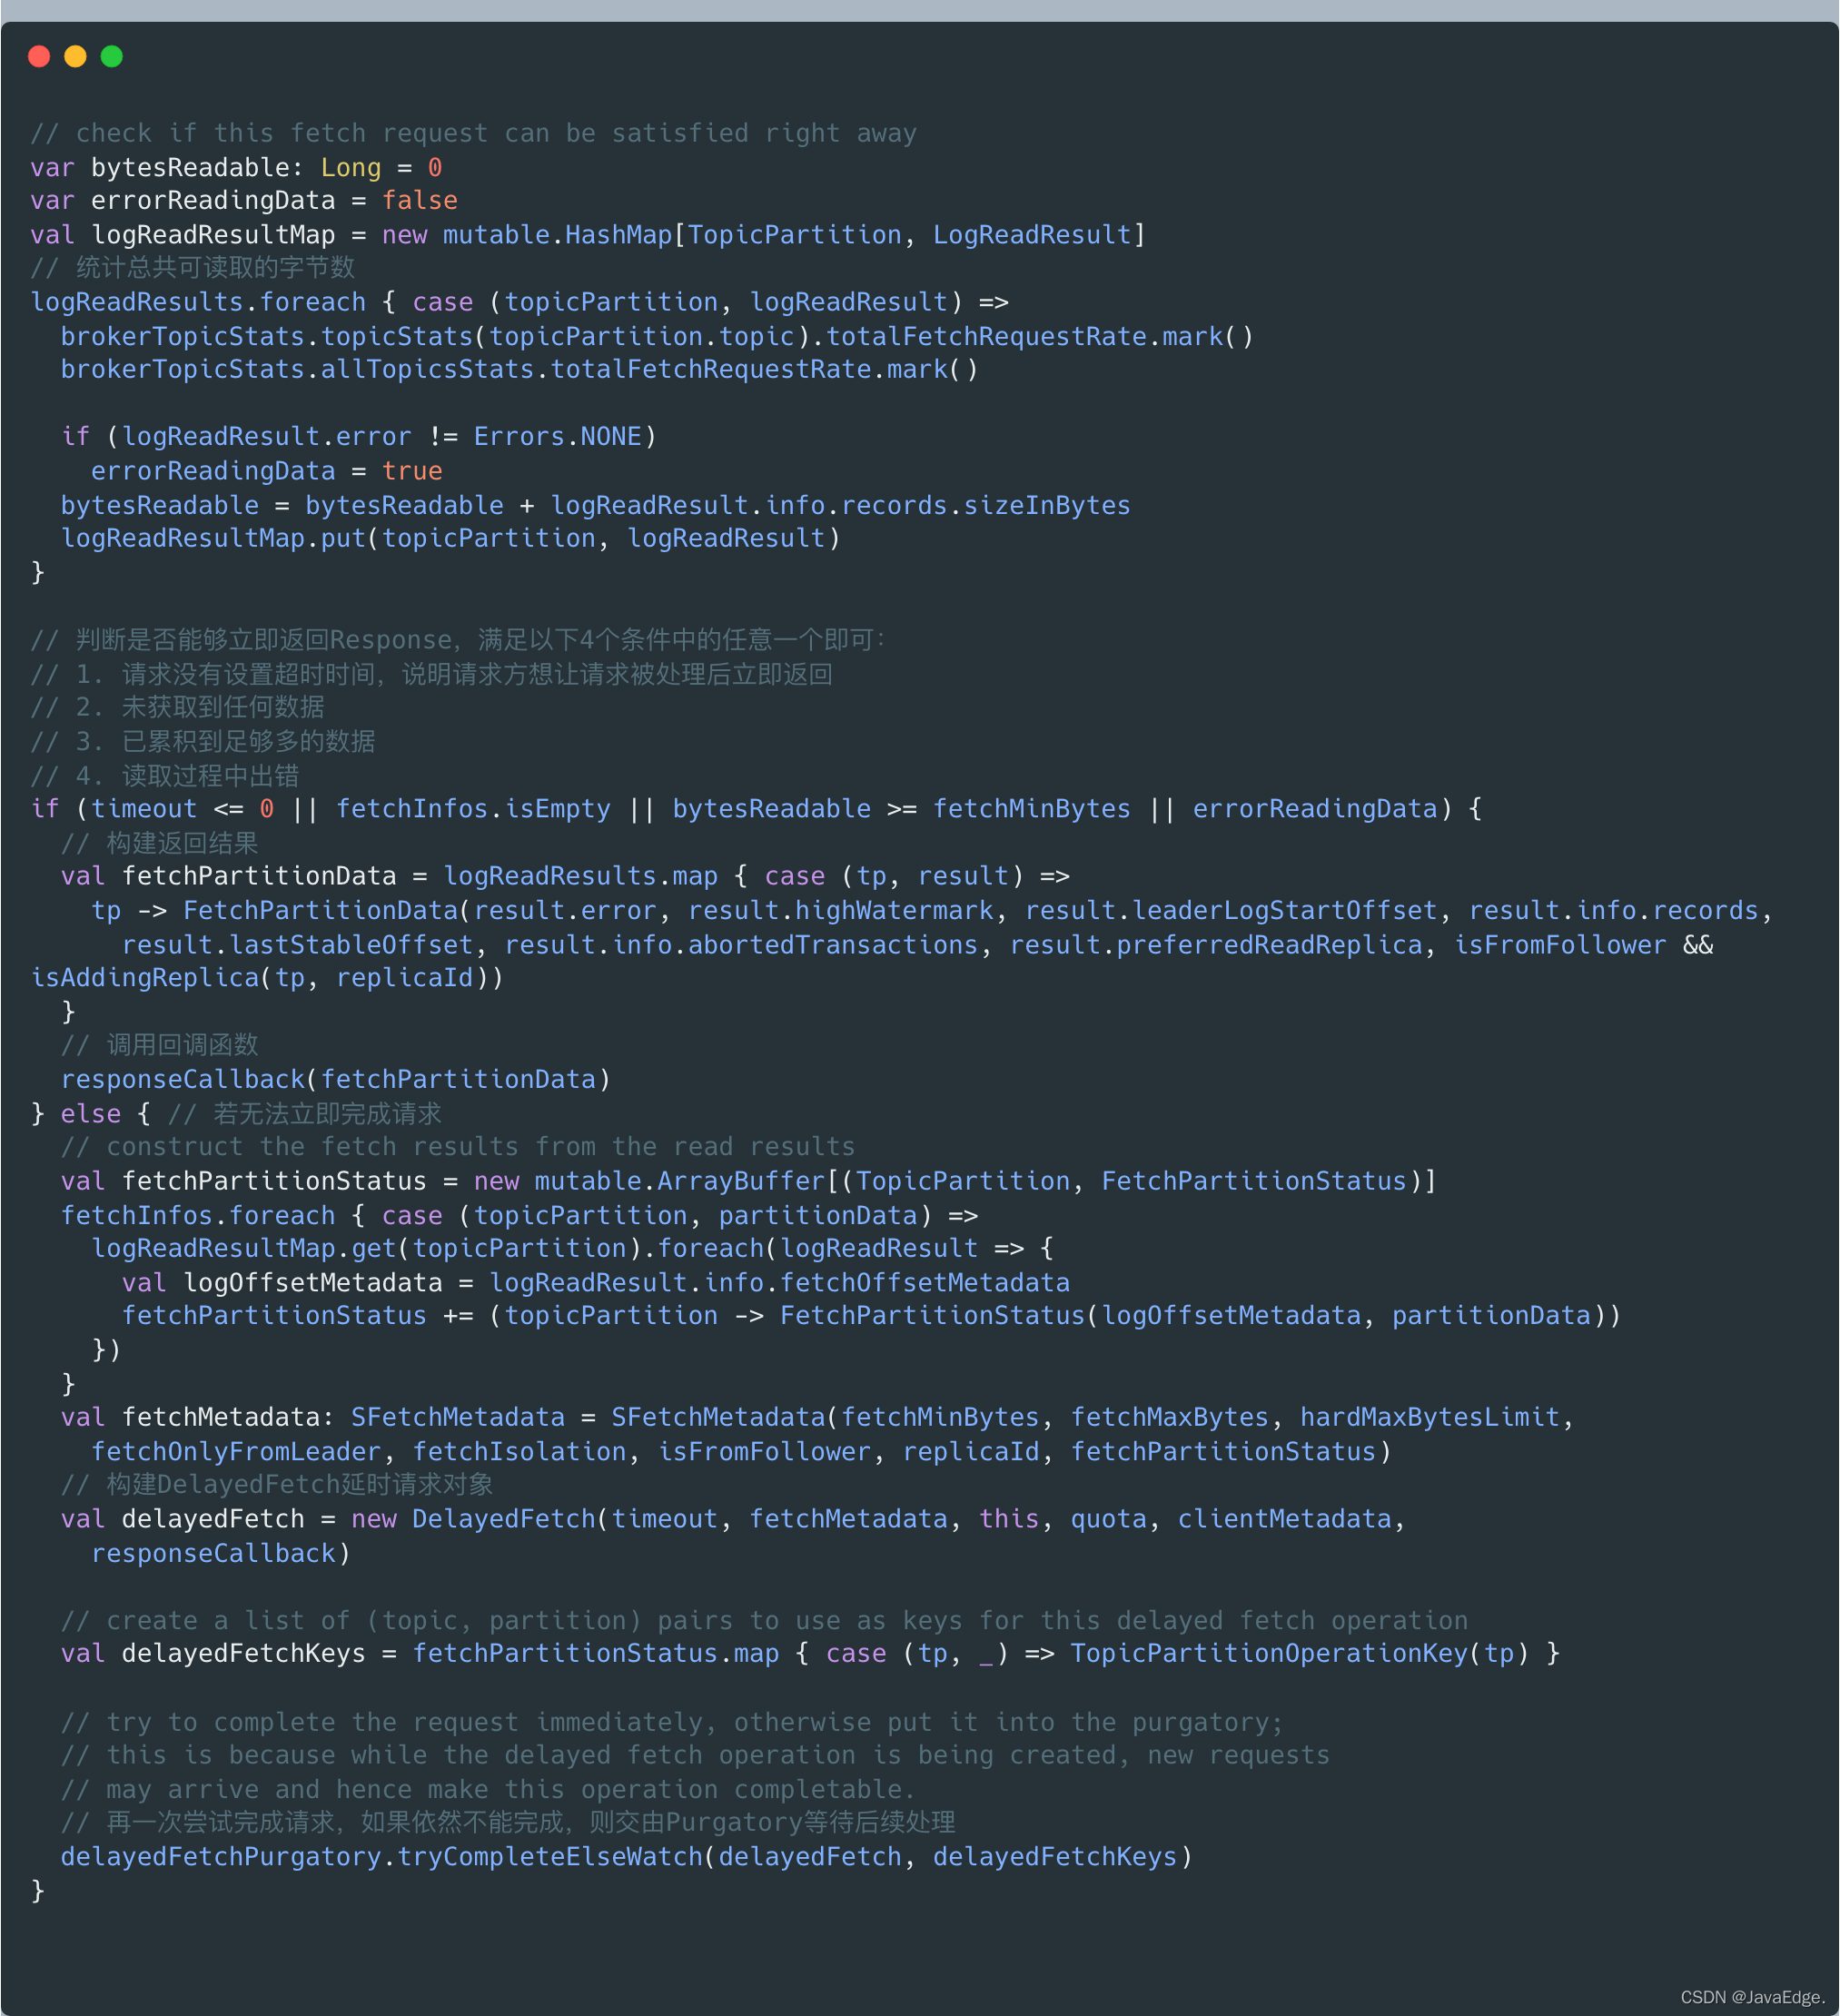 // check if this fetch request can be satisfied right away
var bytesReadable: Long = 0
var errorReadingData = false
val logReadResultMap = new mutable.HashMap[TopicPartition, LogReadResult]
// 统计总共可读取的字节数
logReadResults.foreach { case (topicPartition, logReadResult) =>
  brokerTopicStats.topicStats(topicPartition.topic).totalFetchRequestRate.mark()
  brokerTopicStats.allTopicsStats.totalFetchRequestRate.mark()

  if (logReadResult.error != Errors.NONE)
    errorReadingData = true
  bytesReadable = bytesReadable + logReadResult.info.records.sizeInBytes
  logReadResultMap.put(topicPartition, logReadResult)
}

// 判断是否能够立即返回Response，满足以下4个条件中的任意一个即可：
// 1. 请求没有设置超时时间，说明请求方想让请求被处理后立即返回
// 2. 未获取到任何数据
// 3. 已累积到足够多的数据
// 4. 读取过程中出错
if (timeout <= 0 || fetchInfos.isEmpty || bytesReadable >= fetchMinBytes || errorReadingData) {
  // 构建返回结果
  val fetchPartitionData = logReadResults.map { case (tp, result) =>
    tp -> FetchPartitionData(result.error, result.highWatermark, result.leaderLogStartOffset, result.info.records,
      result.lastStableOffset, result.info.abortedTransactions, result.preferredReadReplica, isFromFollower &&
isAddingReplica(tp, replicaId))
  }
  // 调用回调函数
  responseCallback(fetchPartitionData)
} else { // 若无法立即完成请求
  // construct the fetch results from the read results
  val fetchPartitionStatus = new mutable.ArrayBuffer[(TopicPartition, FetchPartitionStatus)]
  fetchInfos.foreach { case (topicPartition, partitionData) =>
    logReadResultMap.get(topicPartition).foreach(logReadResult => {
      val logOffsetMetadata = logReadResult.info.fetchOffsetMetadata
      fetchPartitionStatus += (topicPartition -> FetchPartitionStatus(logOffsetMetadata, partitionData))
    })
  }
  val fetchMetadata: SFetchMetadata = SFetchMetadata(fetchMinBytes, fetchMaxBytes, hardMaxBytesLimit,
    fetchOnlyFromLeader, fetchIsolation, isFromFollower, replicaId, fetchPartitionStatus)
  // 构建DelayedFetch延时请求对象
  val delayedFetch = new DelayedFetch(timeout, fetchMetadata, this, quota, clientMetadata,
    responseCallback)

  // create a list of (topic, partition) pairs to use as keys for this delayed fetch operation
  val delayedFetchKeys = fetchPartitionStatus.map { case (tp, _) => TopicPartitionOperationKey(tp) }

  // try to complete the request immediately, otherwise put it into the purgatory;
  // this is because while the delayed fetch operation is being created, new requests
  // may arrive and hence make this operation completable.
  // 再一次尝试完成请求，如果依然不能完成，则交由Purgatory等待后续处理
  delayedFetchPurgatory.tryCompleteElseWatch(delayedFetch, delayedFetchKeys)
}
CSDN @JavaEdge.